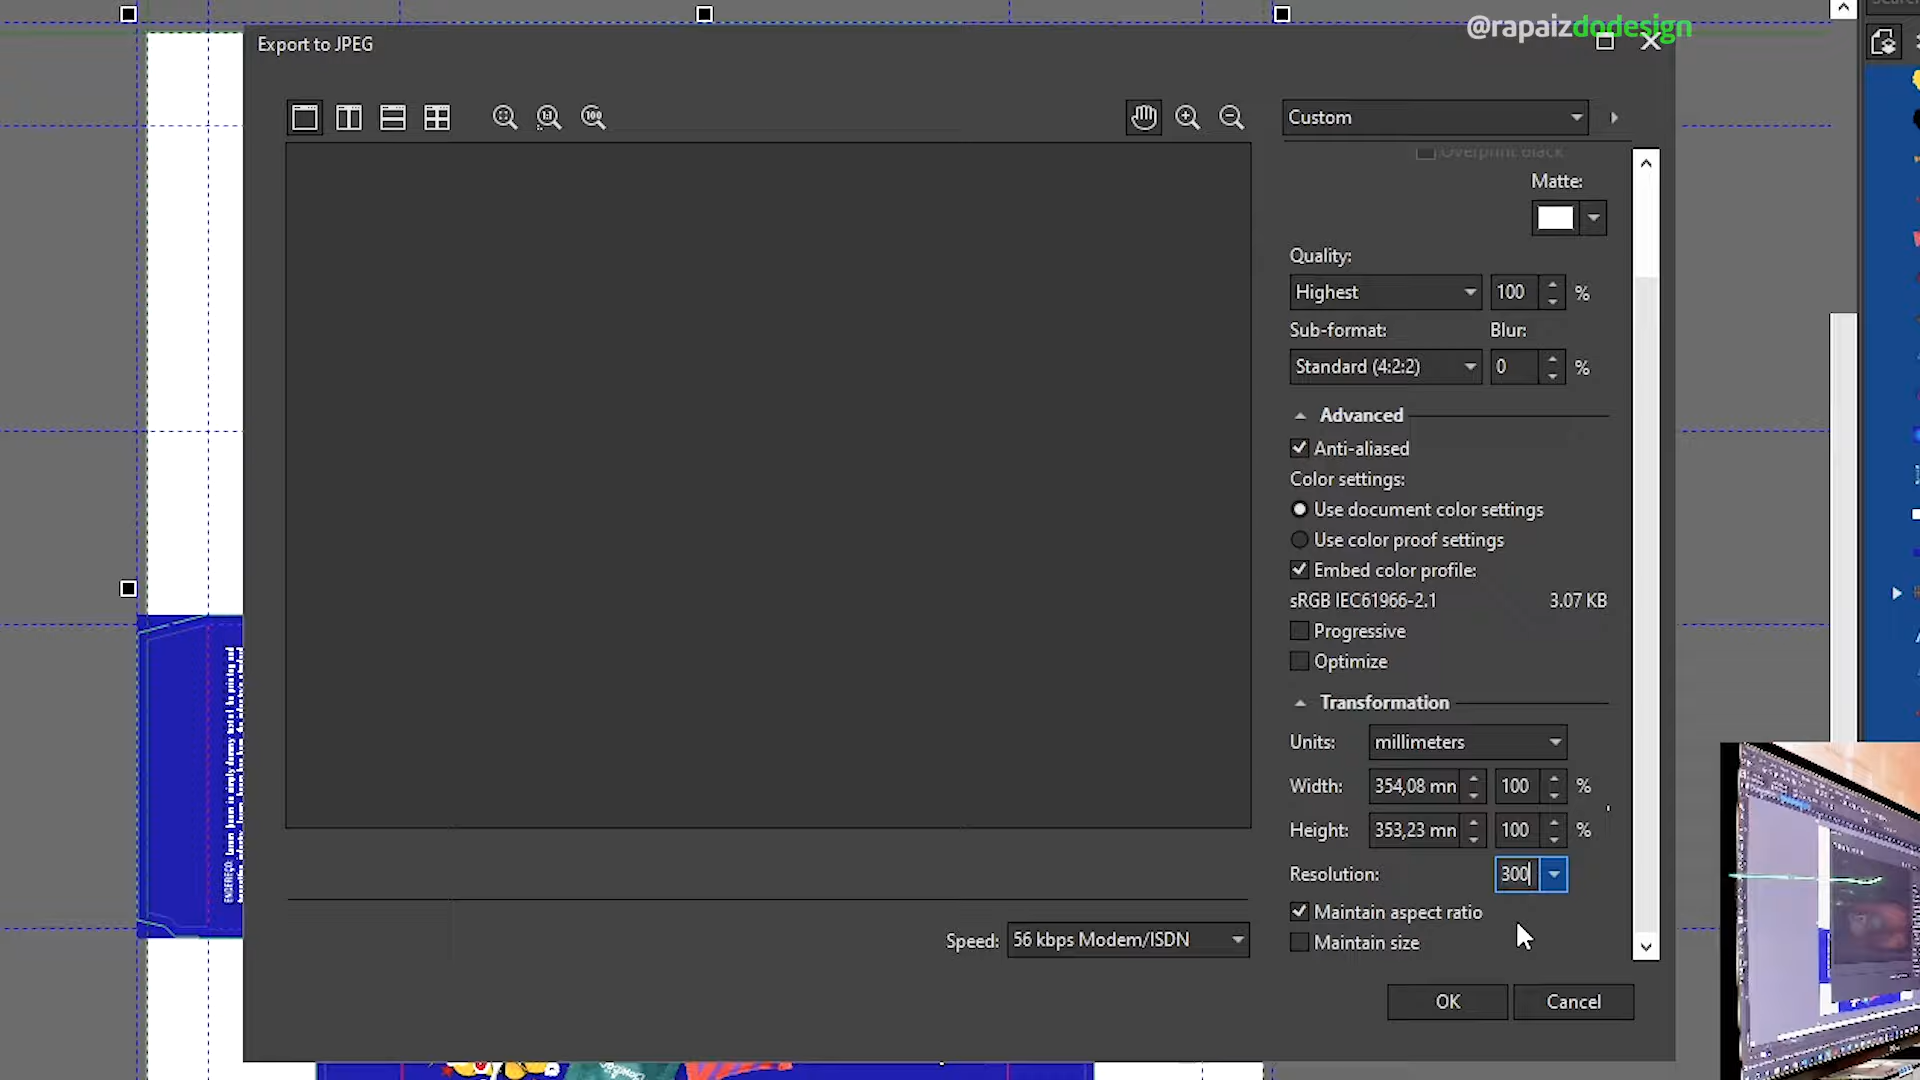 @rapaizdodesign
Export to JPEG
100
Custom
Overprint Black
Matte:
Quality:
Highest
100
%
Sub-format:
Blur:
Standard (4:2:2)
0
%
Advanced
Anti-aliased
Color settings:
Use document color settings
Use color proof settings
Embed color profile:
sRGB IEC61966-2.1
3.07 KB
Progressive
Optimize
Transformation
Units:
millimeters
Width:
354,08 mn
100
%
Height:
353,23 mn
100
%
Resolution:
300
Maintain aspect ratio
Speed:
56 kbps Modem/ISDN
Maintain size
OK
Cancel